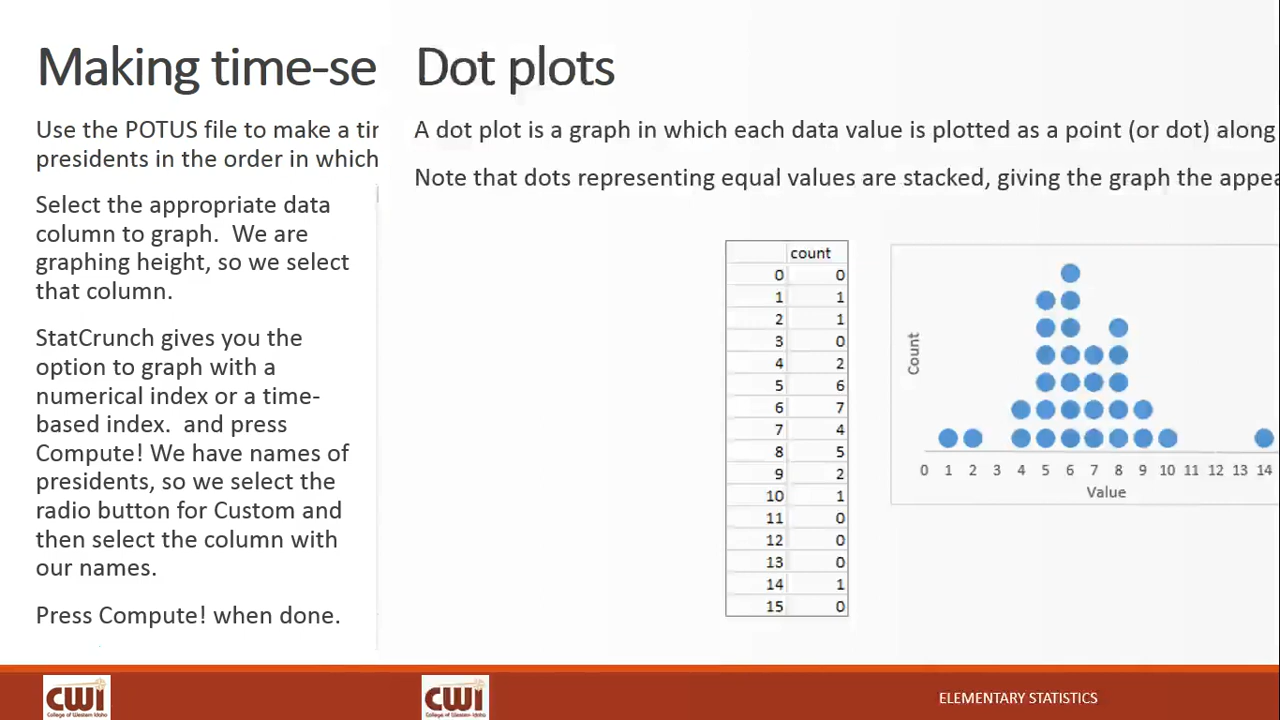 Making time-se
Use the POTUS file to make a tir
presidents in the order in which
Select the appropriate data
column to graph. We are
graphing height, so we select
that column.
StatCrunch gives you the
option to graph with a
numerical index or a time-
based index. and press
Compute! We have names of
presidents, so we select the
radio button for Custom and
then select the column with
our names.
Press Compute! when done.
Dot plots
A dot plot is a graph in which each data value is plotted as a point (or dot) along
Note that dots representing equal values are stacked, giving the graph the appea
count
0 0
1 1
2 1
3 0
4 2
5 6
6 7
7 4
8 5
9 2
10 1
11 0
12 0
13 0
14 1
15 0
Count
0 1 2 3 4 5 6 7 8 9 10 11 12 13 14
Value
CWI
College of Western Idaho
CWI
College of Western Idaho
ELEMENTARY STATISTICS